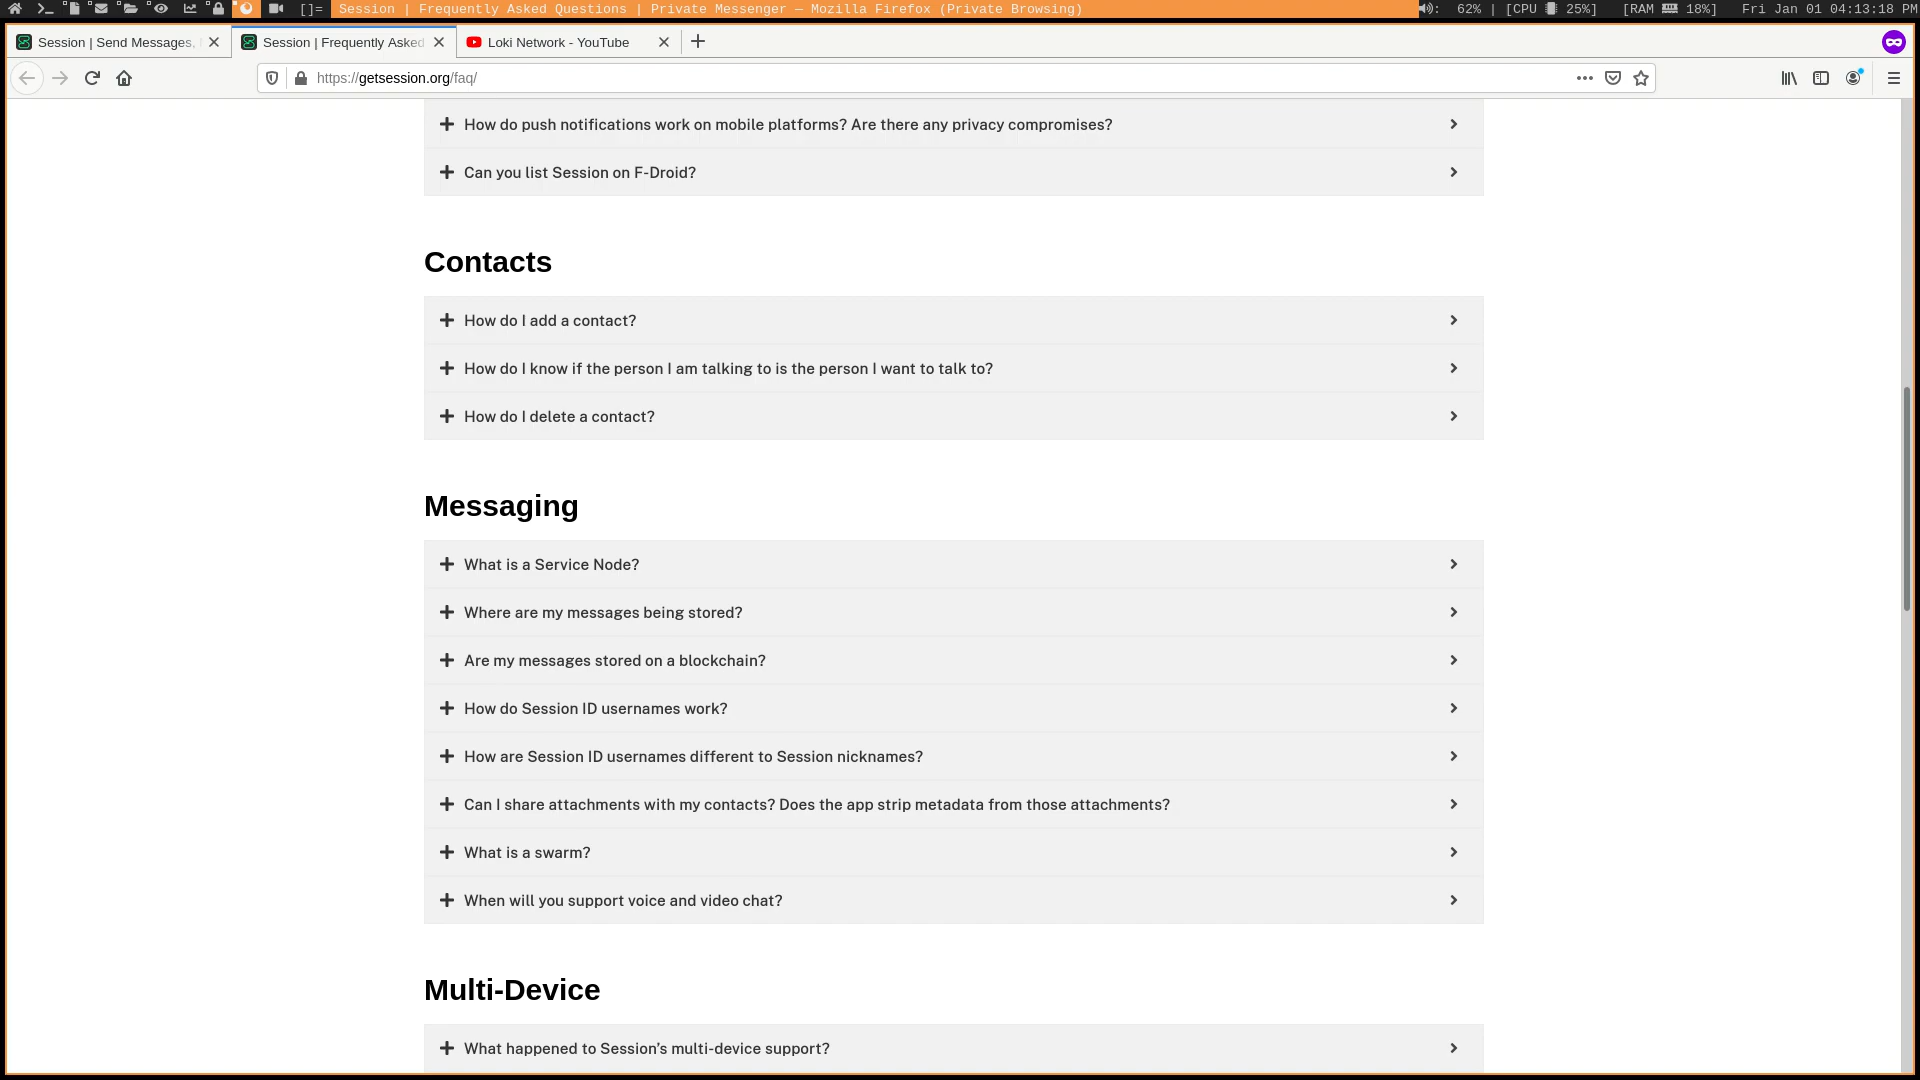 []= Session | Frequently Asked Questions | Private Messenger — Mozilla Firefox (Private Browsing) : 62% | [CPU 25%] [RAM 18%] Fri Jan 01 04:13:18 PM
Session | Send Messages,
Session | Frequently Asked
Loki Network - YouTube
https://getsession.org/faq/
How do push notifications work on mobile platforms? Are there any privacy compromises?
Can you list Session on F-Droid?
Contacts
How do I add a contact?
How do I know if the person I am talking to is the person I want to talk to?
How do I delete a contact?
Messaging
What is a Service Node?
Where are my messages being stored?
Are my messages stored on a blockchain?
How do Session ID usernames work?
How are Session ID usernames different to Session nicknames?
Can I share attachments with my contacts? Does the app strip metadata from those attachments?
What is a swarm?
When will you support voice and video chat?
Multi-Device
What happened to Session’s multi-device support?